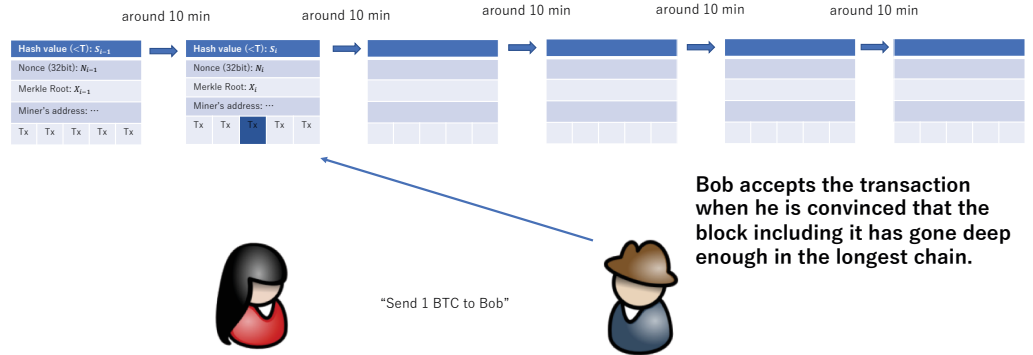 around 10 min
around 10 min
around 10 min
around 10 min
around 10 min
Hash value (<T): S_{i−1}
Nonce (32bit): N_{i−1}
Merkle Root: X_{i−1}
Miner's address: ⋯
Tx Tx Tx Tx Tx
Hash value (<T): S_i
Nonce (32bit): N_i
Merkle Root: X_i
Miner's address: ⋯
Tx Tx Tx Tx Tx
Bob accepts the transaction
when he is convinced that the
block including it has gone deep
enough in the longest chain.
“Send 1 BTC to Bob”